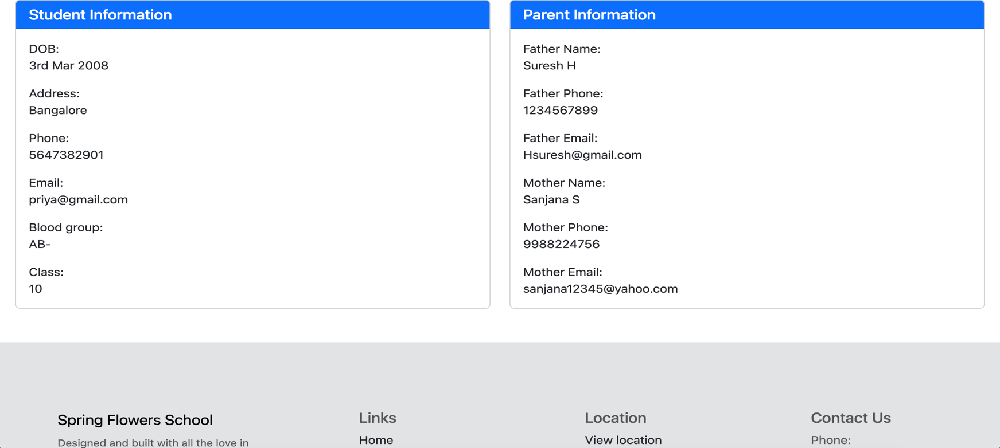 Student Information
DOB:
3rd Mar 2008
Address:
Bangalore
Phone:
5647382901
Email:
priya@gmail.com
Blood group:
AB-
Class:
10
Parent Information
Father Name:
Suresh H
Father Phone:
1234567899
Father Email:
Hsuresh@gmail.com
Mother Name:
Sanjana S
Mother Phone:
9988224756
Mother Email:
sanjana12345@yahoo.com
Spring Flowers School
Designed and built with all the love in
Links
Home
Location
View location
Contact Us
Phone: